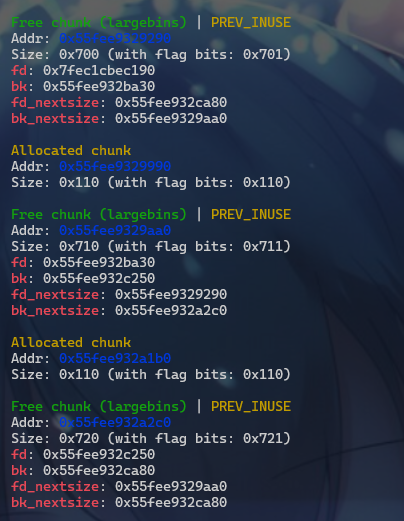 Free chunk (largebins) | PREV_INUSE
Addr: 0x55fee9329290
Size: 0x700 (with flag bits: 0x701)
fd: 0x7fec1cbec190
bk: 0x55fee932ba30
fd_nextsize: 0x55fee932ca80
bk_nextsize: 0x55fee9329aa0
Allocated chunk
Addr: 0x55fee9329990
Size: 0x110 (with flag bits: 0x110)
Free chunk (largebins) | PREV_INUSE
Addr: 0x55fee9329aa0
Size: 0x710 (with flag bits: 0x711)
fd: 0x55fee932ba30
bk: 0x55fee932c250
fd_nextsize: 0x55fee9329290
bk_nextsize: 0x55fee932a2c0
Allocated chunk
Addr: 0x55fee932a1b0
Size: 0x110 (with flag bits: 0x110)
Free chunk (largebins) | PREV_INUSE
Addr: 0x55fee932a2c0
Size: 0x720 (with flag bits: 0x721)
fd: 0x55fee932c250
bk: 0x55fee932ca80
fd_nextsize: 0x55fee9329aa0
bk_nextsize: 0x55fee932ca80